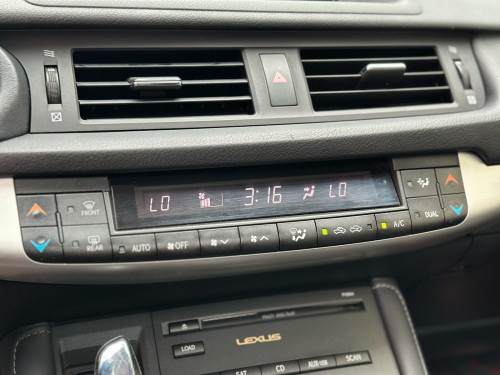 LO 3:16 LO
FRONT
REAR AUTO OFF A/C DUAL
LEXUS
LOAD
SAT CD AUX·USB SCAN